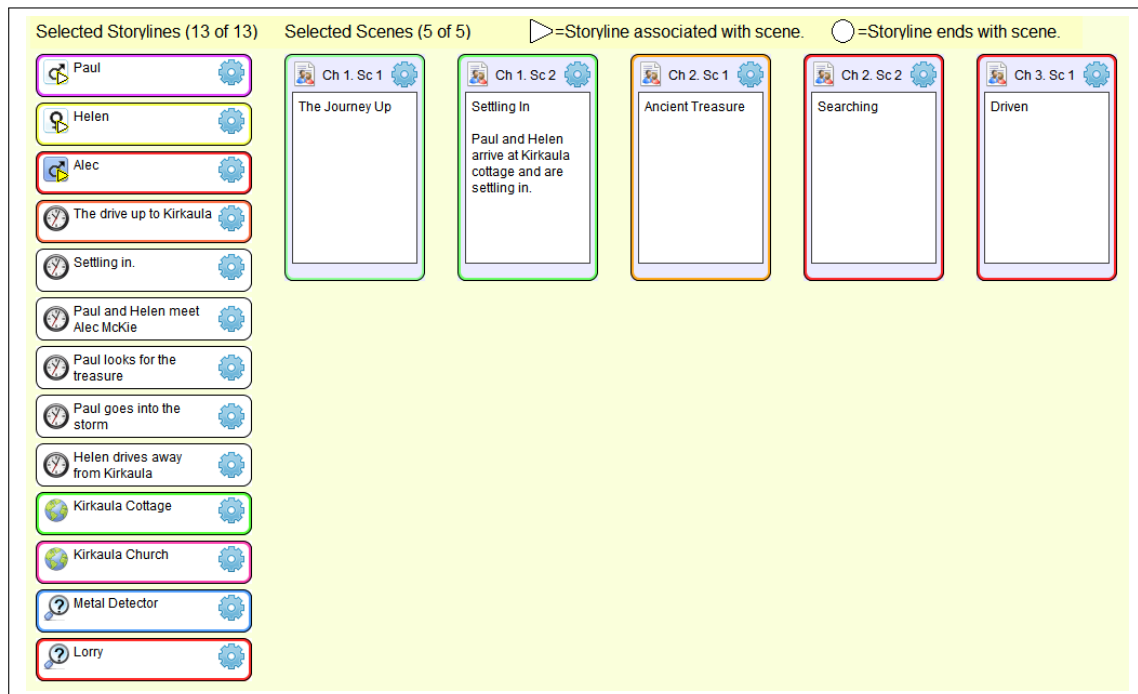 Selected Storylines (13 of 13)
Selected Scenes (5 of 5)
=Storyline associated with scene.
=Storyline ends with scene.
Paul
Helen
Alec
The drive up to Kirkaula
Settling in.
Paul and Helen meet
Alec McKie
Paul looks for the
treasure
Paul goes into the
storm
Helen drives away
from Kirkaula
Kirkaula Cottage
Kirkaula Church
Metal Detector
Lorry
Ch 1. Sc 1
The Journey Up
Ch 1. Sc 2
Settling In
Paul and Helen
arrive at Kirkaula
cottage and are
settling in.
Ch 2. Sc 1
Ancient Treasure
Ch 2. Sc 2
Searching
Ch 3. Sc 1
Driven